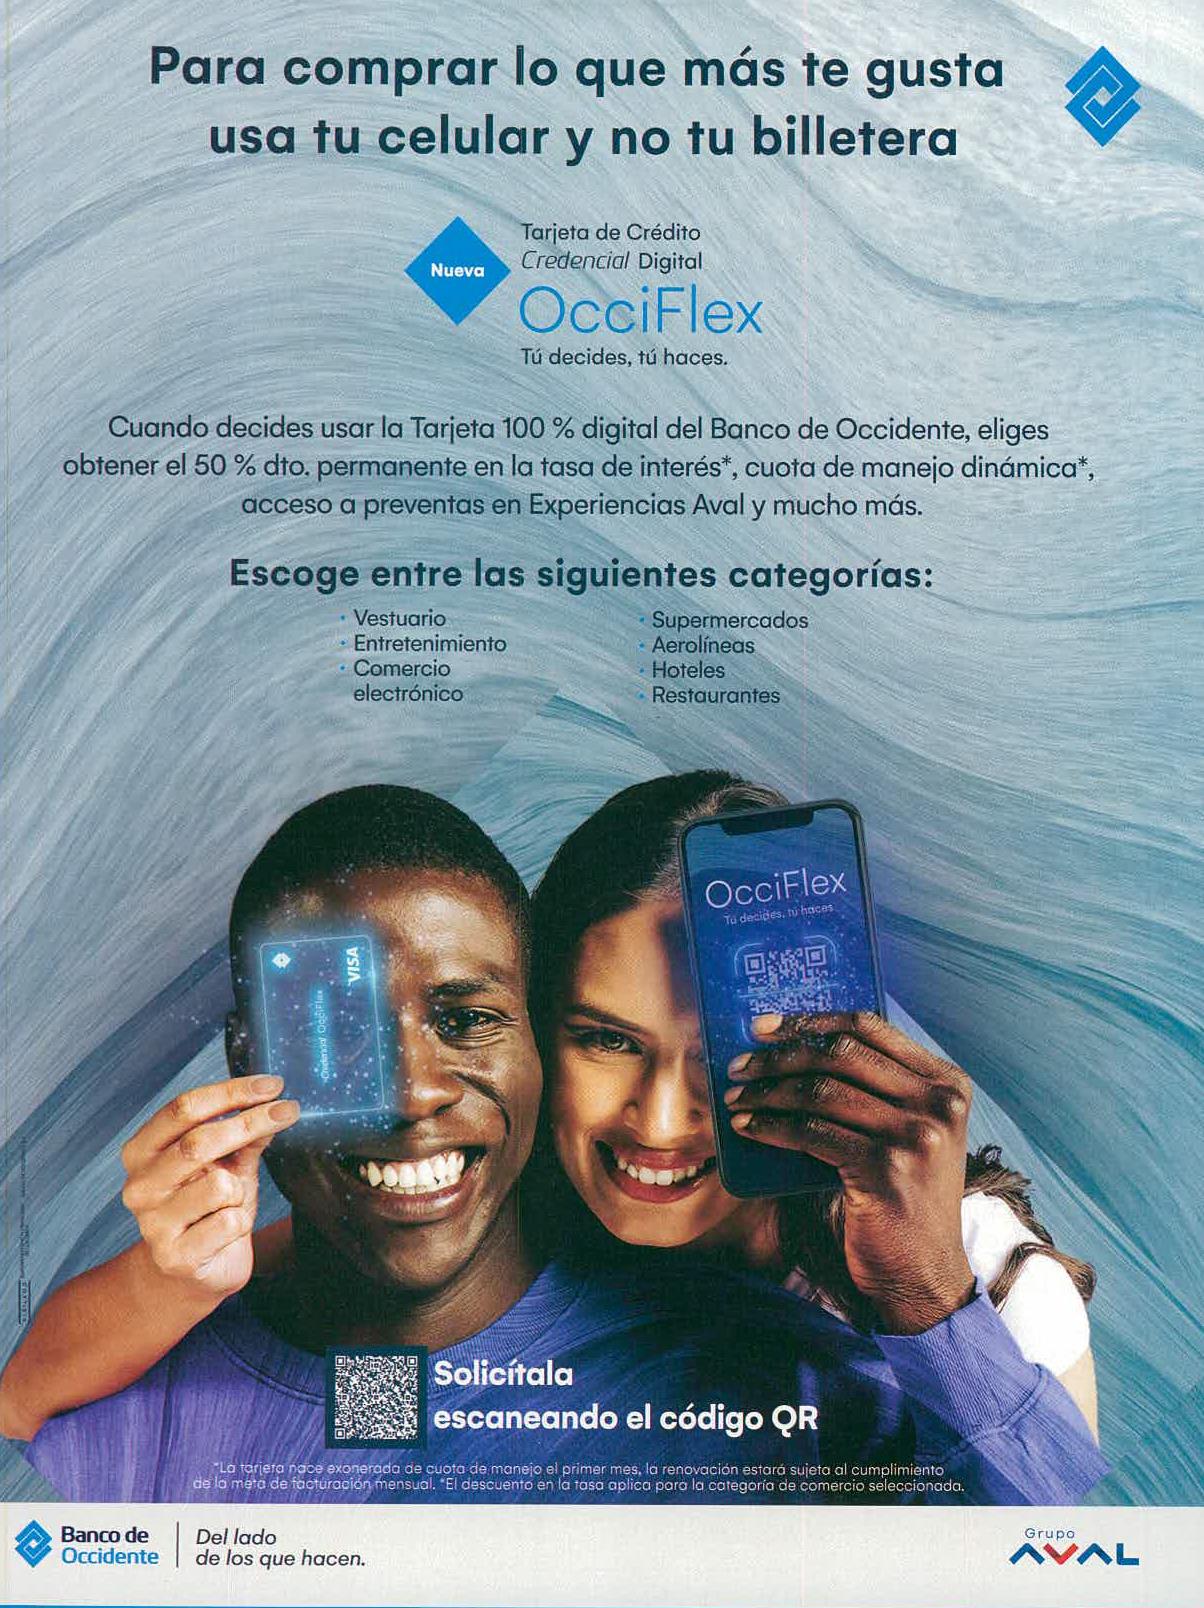 Para comprar lo que más te gusta
usa tu celular y no tu billetera
Nueva
Tarjeta de Crédito
Credencial Digital
OcciFlex
Tú decides, tú haces.
Cuando decides usar la Tarjeta 100 % digital del Banco de Occidente, eliges
obtener el 50 % dto. permanente en la tasa de interés*, cuota de manejo dinámica*,
acceso a preventas en Experiencias Aval y mucho más.
Escoge entre las siguientes categorías:
· Vestuario
· Entretenimiento
· Comercio
electrónico
· Supermercados
· Aerolíneas
· Hoteles
· Restaurantes
VISA
Credencial OcciFlex
OcciFlex
Tú decides, tú haces
Solicítala
escaneando el código QR
*La tarjeta nace exonerada de cuota de manejo el primer mes, la renovación estará sujeta al cumplimiento
de la meta de facturación mensual. *El descuento en la tasa aplica para la categoría de comercio seleccionada.
Banco de
Occidente
Del lado
de los que hacen.
Grupo
AVAL